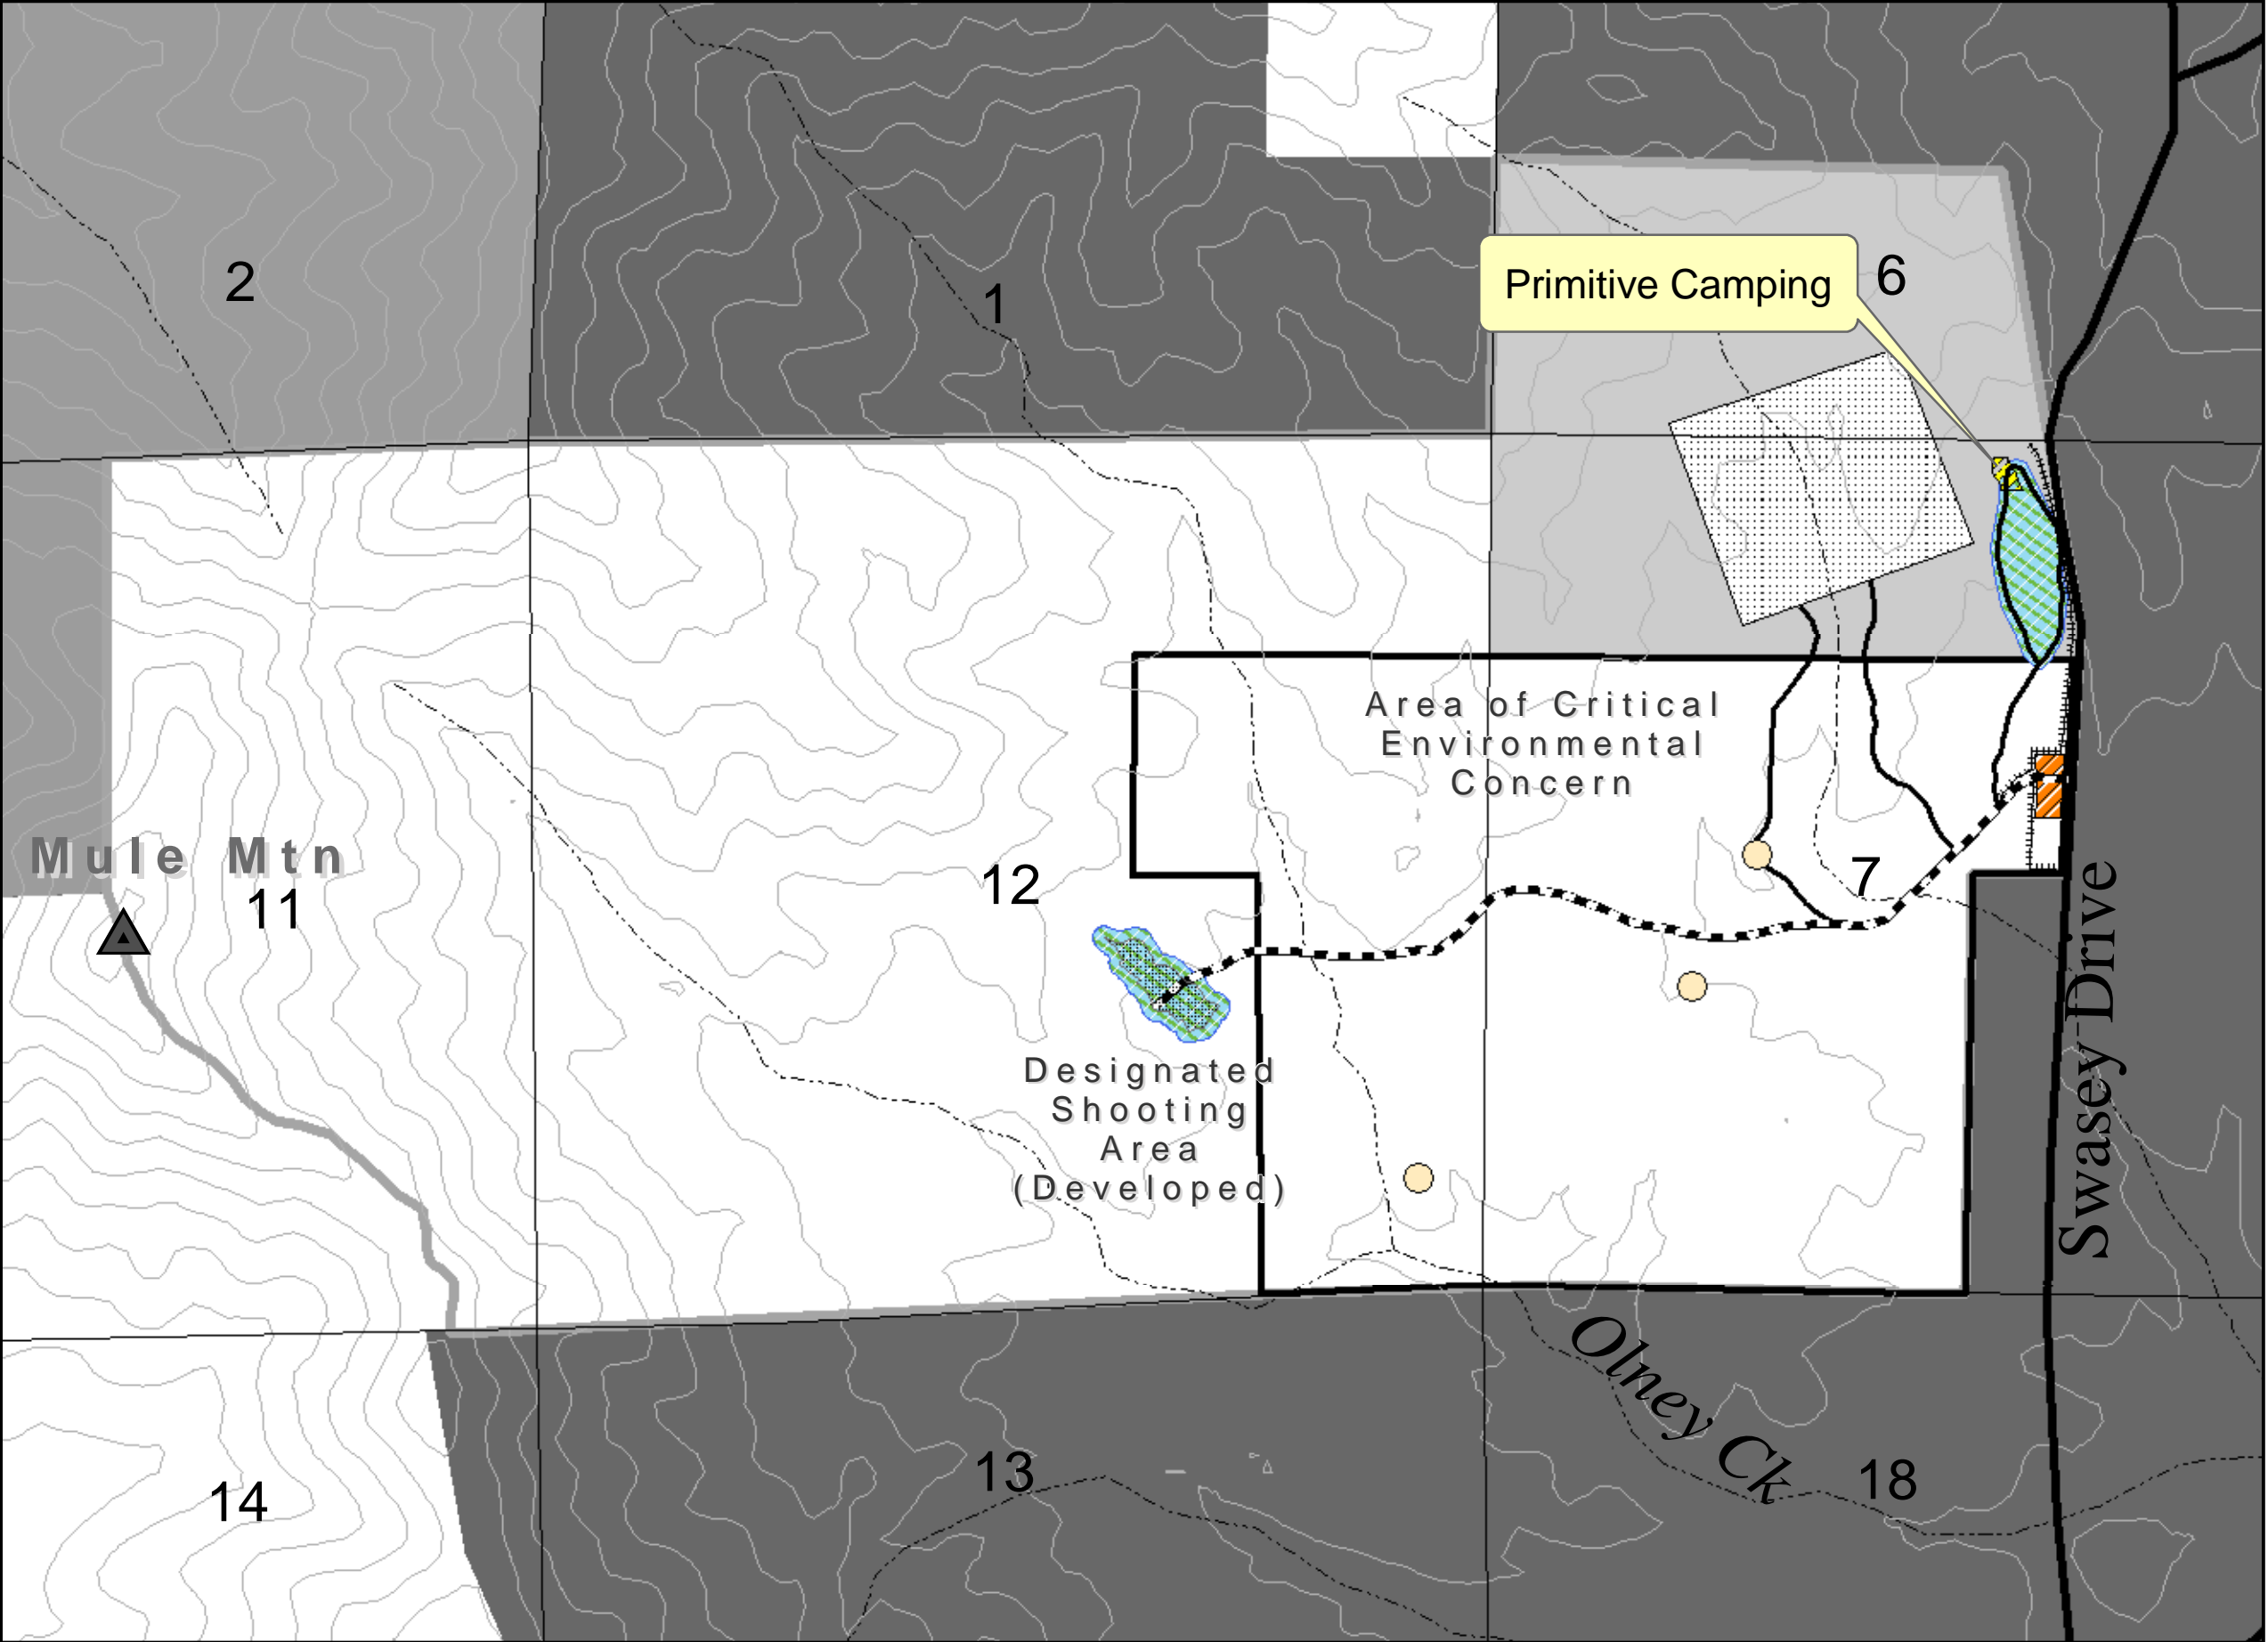 2
1
6
Primitive Camping
Area of Critical
Environmental
Concern
Mule Mtn
11
12
7
Designated
Shooting
Area
(Developed)
Swasey Drive
Olney Ck
14
13
18